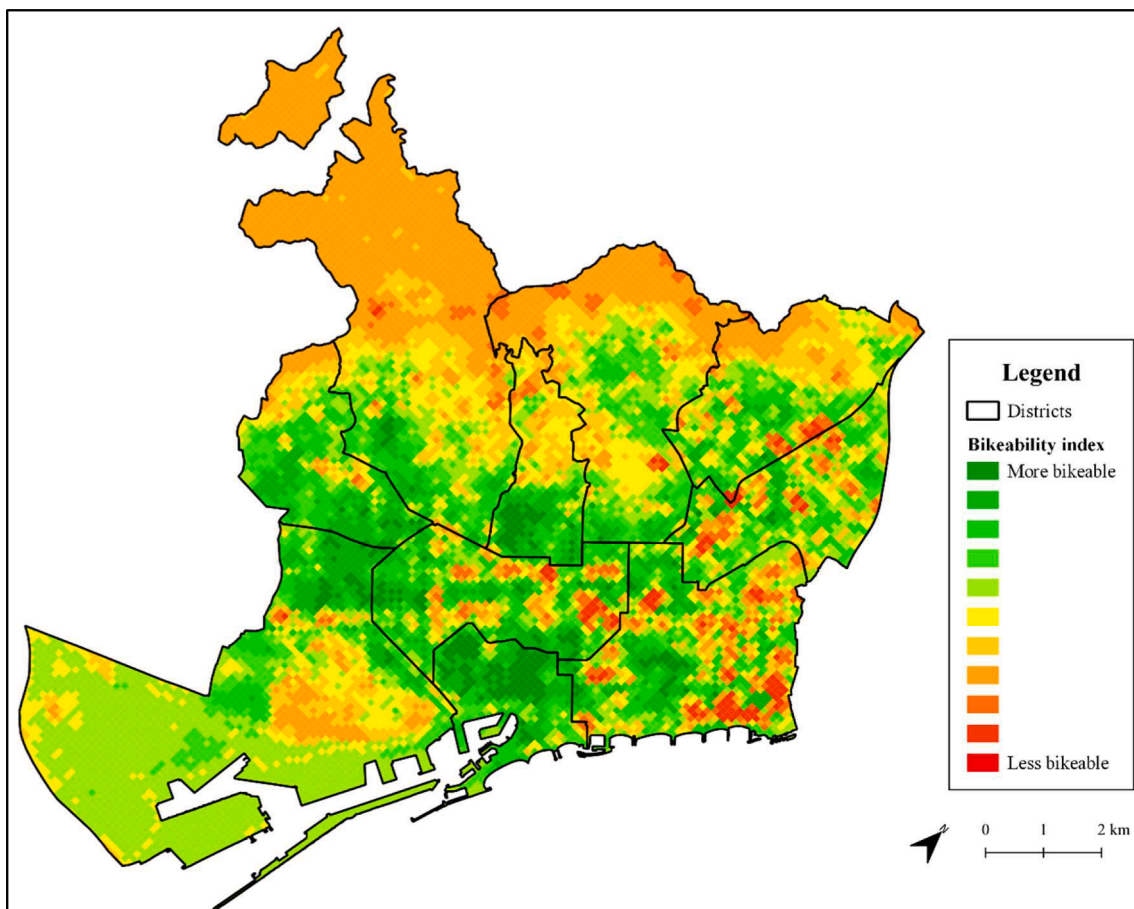 Legend
Districts
Bikeability index
More bikeable
Less bikeable
N
0 1 2 km